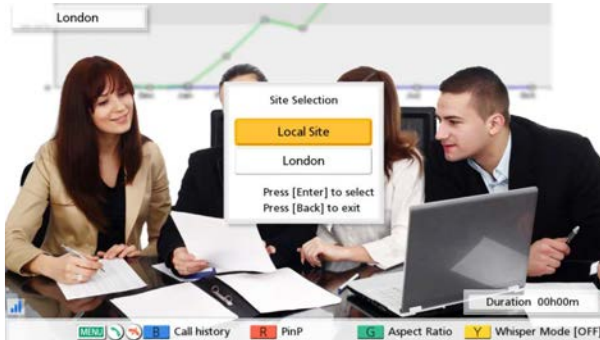 London
Site Selection
Local Site
London
Press [Enter] to select
Press [Back] to exit
Duration 00h00m
MENU B Call history R PinP G Aspect Ratio Y Whisper Mode [OFF]